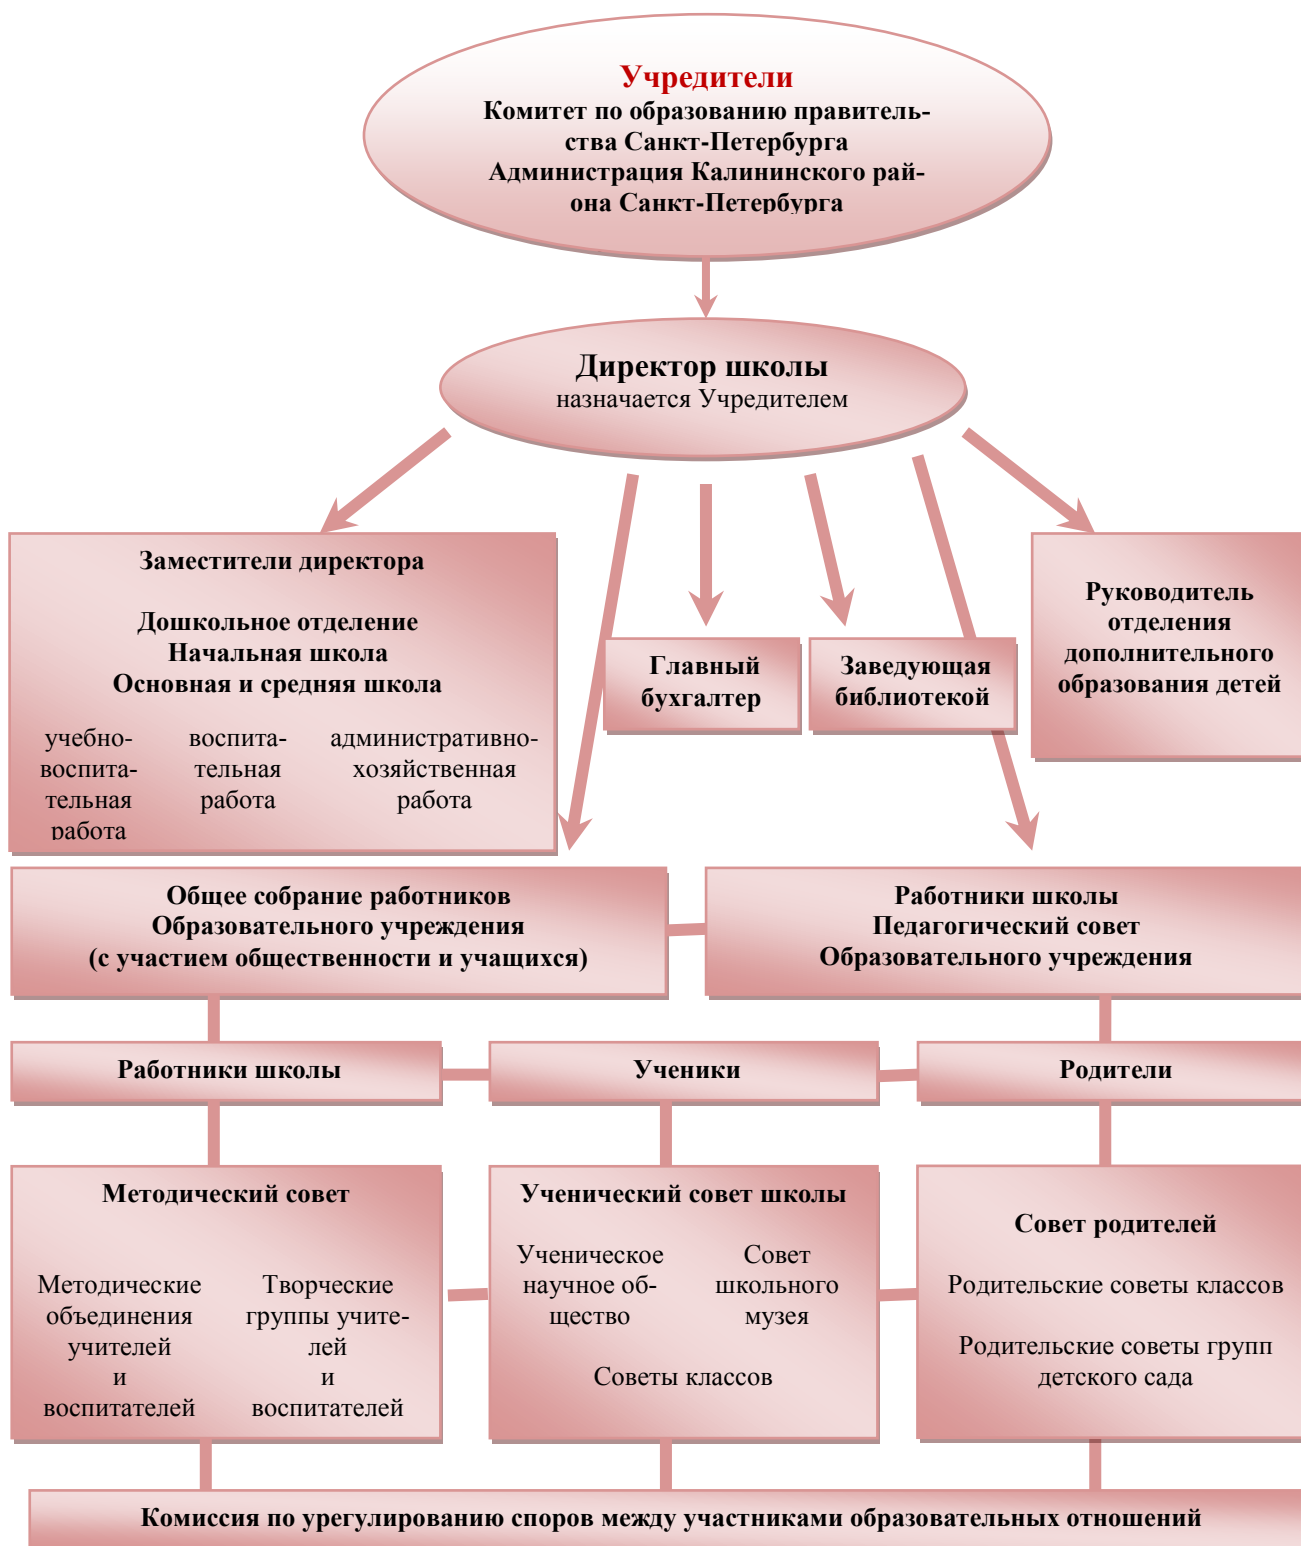 Учредители
Комитет по образованию правитель-
ства Санкт-Петербурга
Администрация Калининского рай-
она Санкт-Петербурга
Директор школы
назначается Учредителем
Заместители директора
Дошкольное отделение
Начальная школа
Основная и средняя школа
учебно-
воспита-
тельная
работа
воспита-
тельная
работа
административно-
хозяйственная
работа
Главный
бухгалтер
Заведующая
библиотекой
Руководитель
отделения
дополнительного
образования детей
Общее собрание работников
Образовательного учреждения
(с участием общественности и учащихся)
Работники школы
Педагогический совет
Образовательного учреждения
Работники школы
Ученики
Родители
Методический совет
Методические
объединения
учителей
и
воспитателей
Творческие
группы учите-
лей
и
воспитателей
Ученический совет школы
Ученическое
научное об-
щество
Совет
школьного
музея
Советы классов
Совет родителей
Родительские советы классов
Родительские советы групп
детского сада
Комиссия по урегулированию споров между участниками образовательных отношений